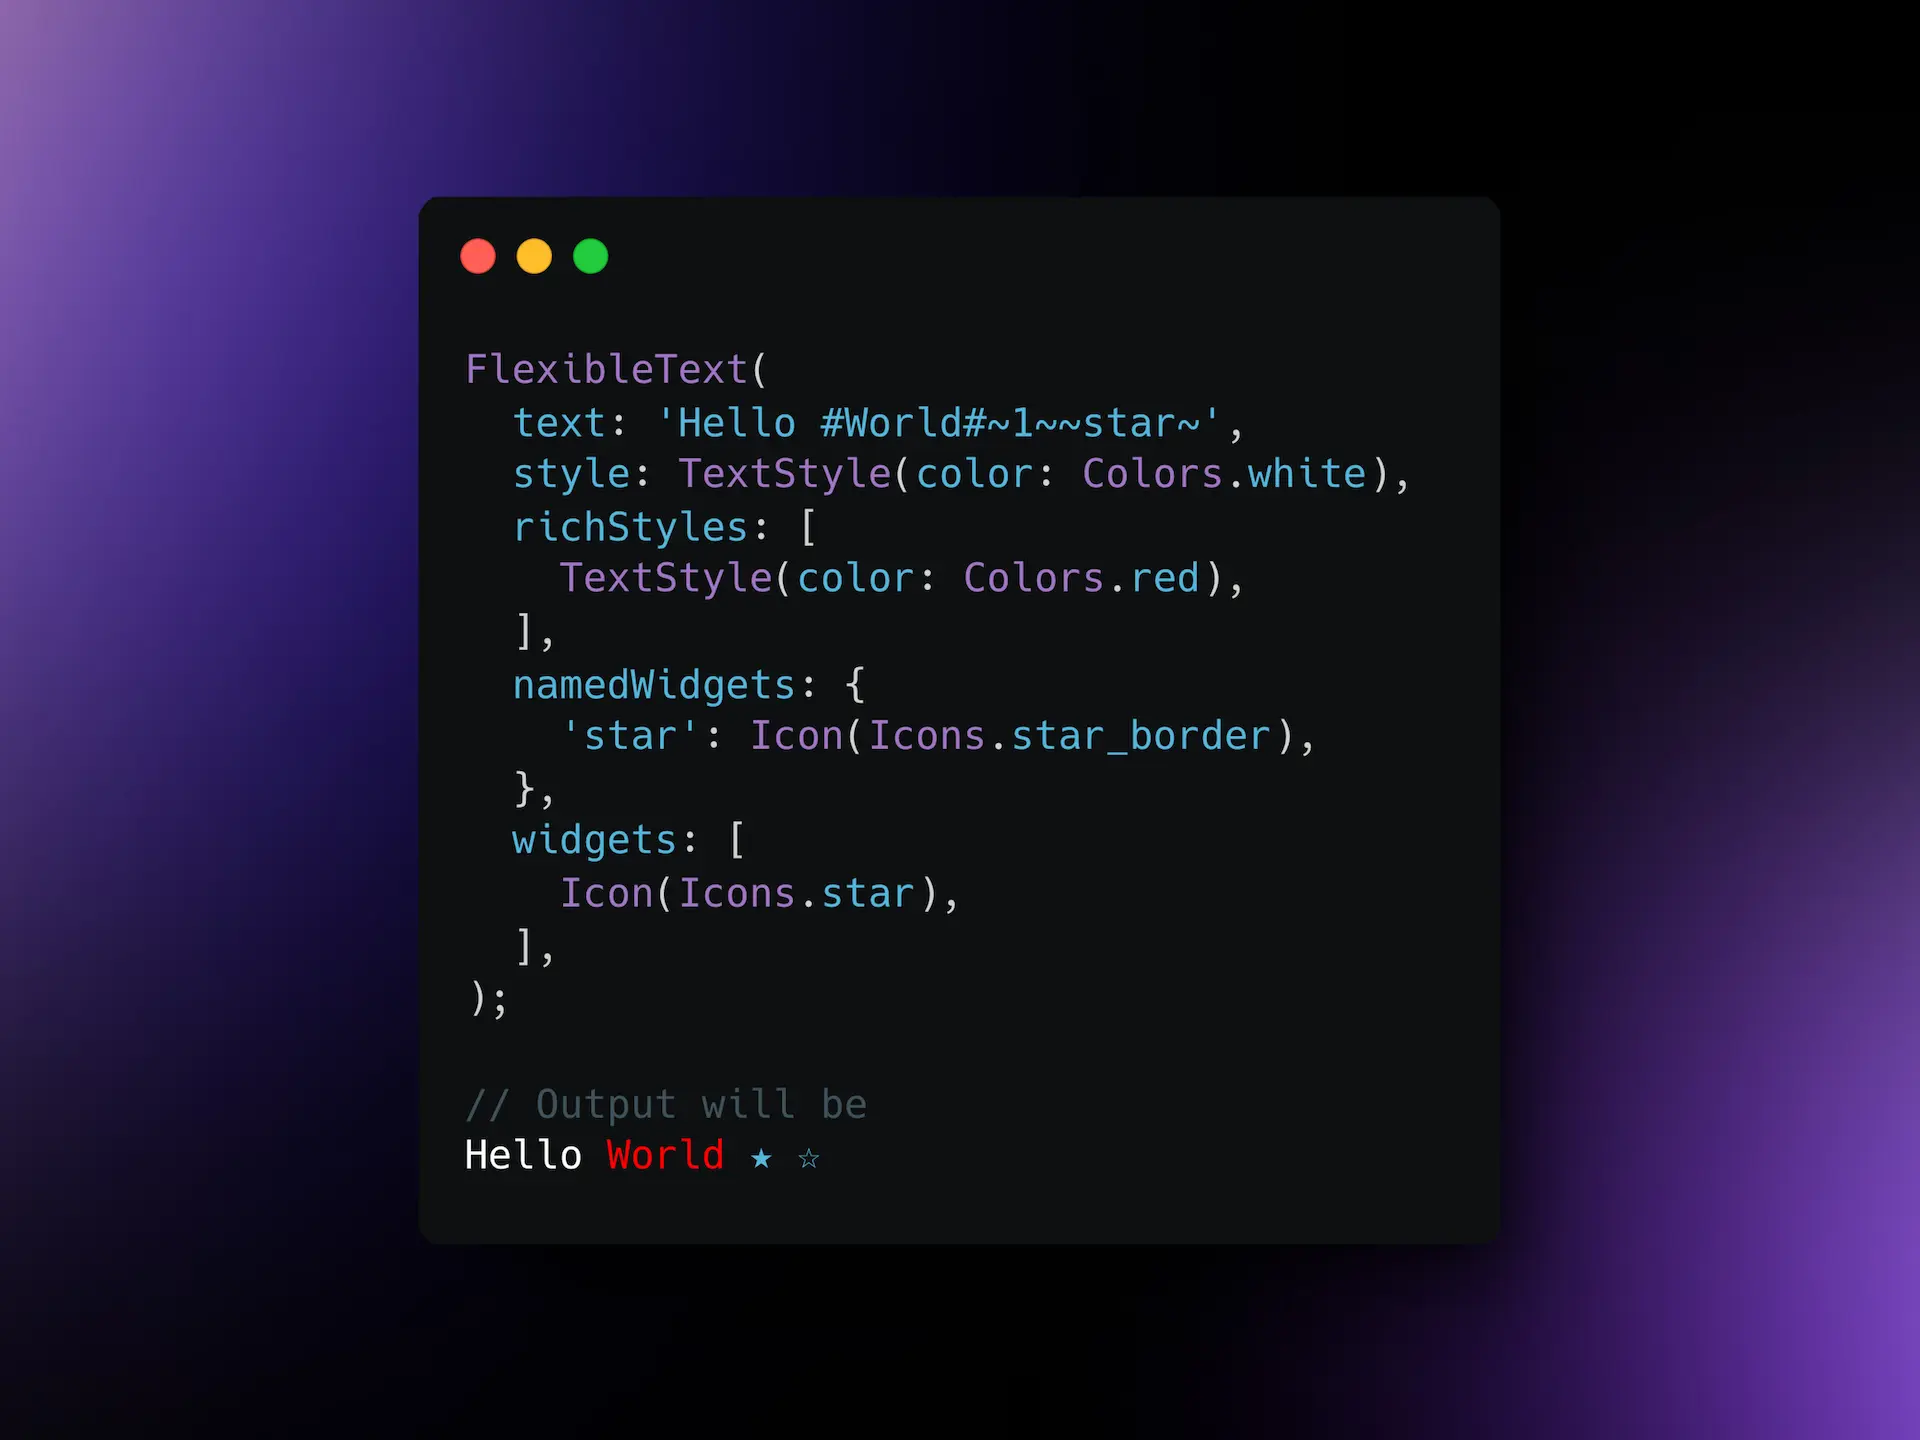 FlexibleText(
  text: 'Hello #World#~1~~star~',
  style: TextStyle(color: Colors.white),
  richStyles: [
    TextStyle(color: Colors.red),
  ],
  namedWidgets: {
    'star': Icon(Icons.star_border),
  },
  widgets: [
    Icon(Icons.star),
  ],
);
// Output will be
Hello World ★ ☆